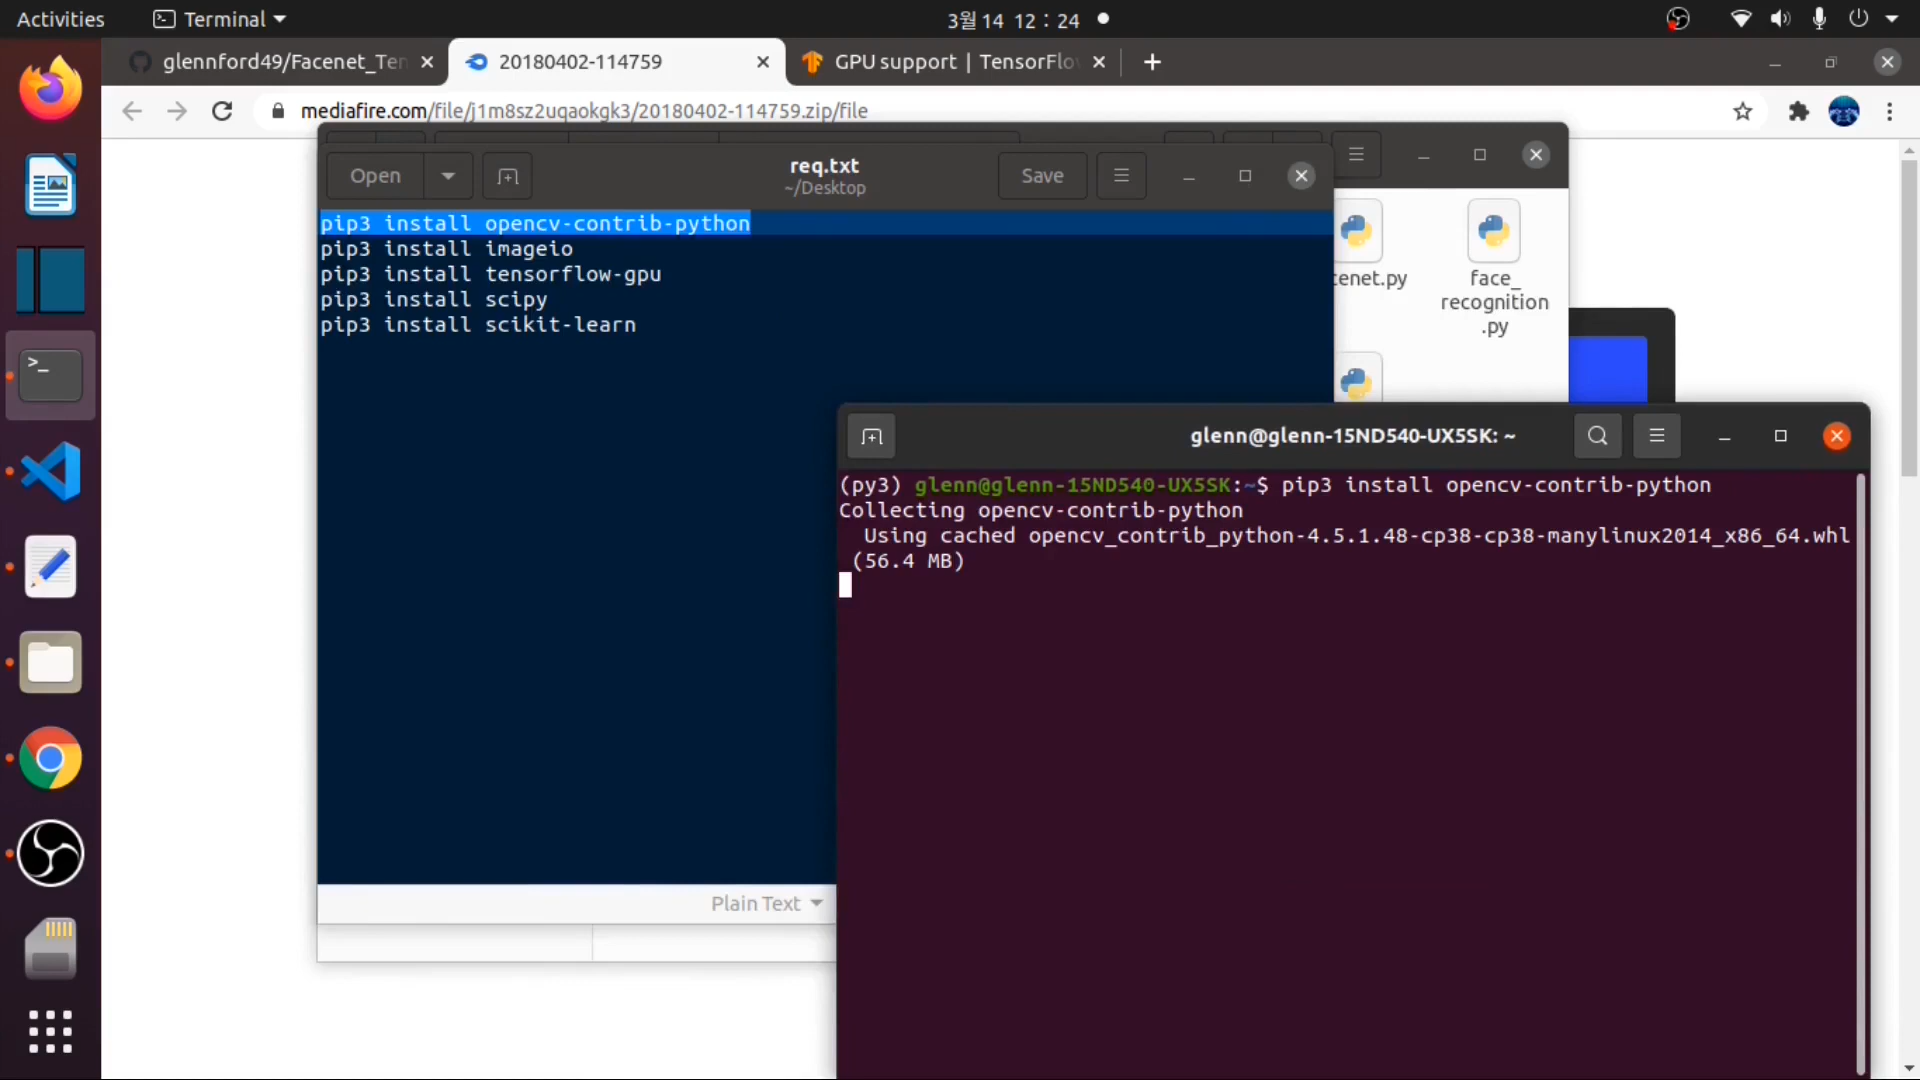 Activities
Terminal
3월 14 12 : 24
glennford49/Facenet_Ten
20180402-114759
GPU support | TensorFlo
mediafire.com/file/j1m8sz2uqaokgk3/20180402-114759.zip/file
Open
req.txt
~/Desktop
Save
pip3 install opencv-contrib-python
pip3 install imageio
pip3 install tensorflow-gpu
pip3 install scipy
pip3 install scikit-learn
cenet.py
face_
recognition
.py
glenn@glenn-15ND540-UX5SK: ~
(py3) glenn@glenn-15ND540-UX5SK:~$ pip3 install opencv-contrib-python
Collecting opencv-contrib-python
Using cached opencv_contrib_python-4.5.1.48-cp38-cp38-manylinux2014_x86_64.whl
(56.4 MB)
Plain Text